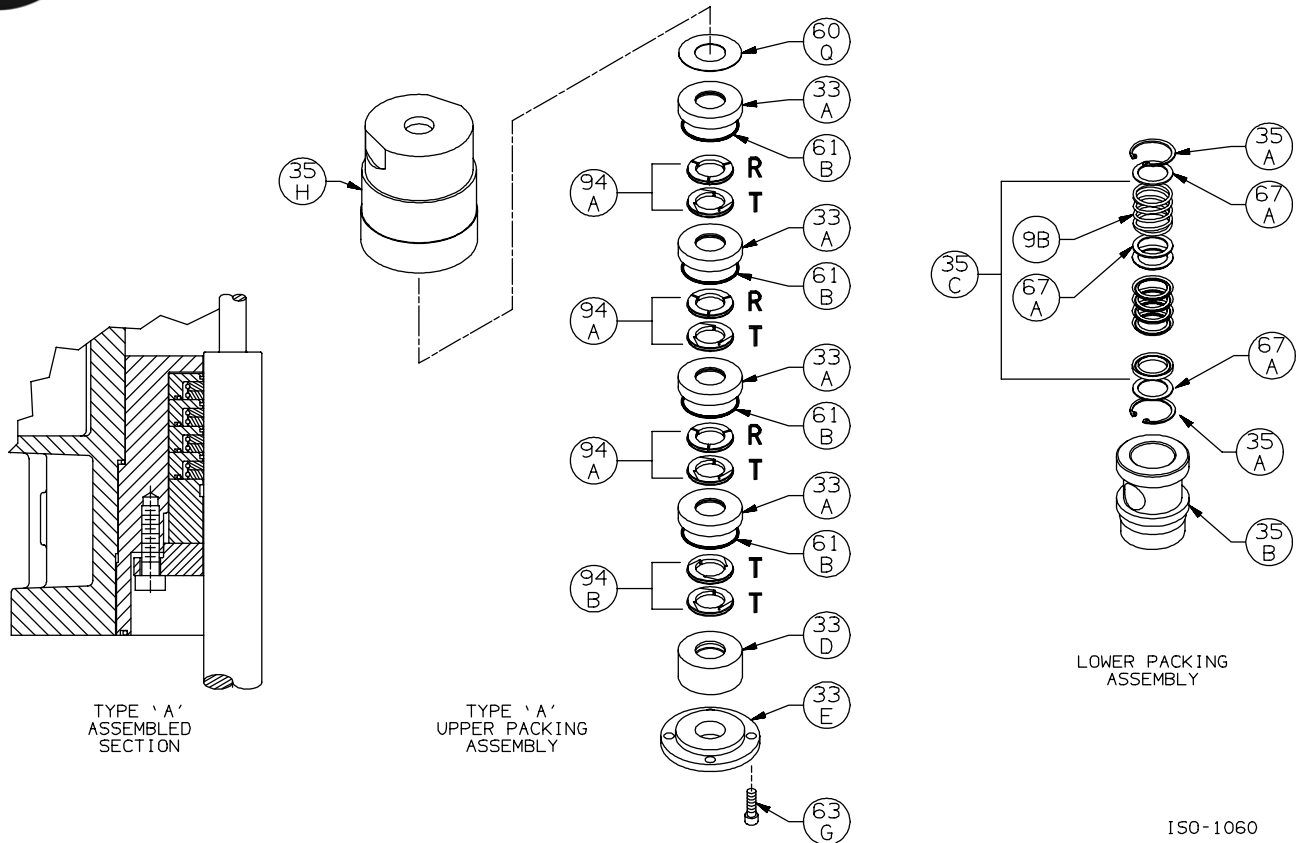 60
Q
33
A
61
B
94
A
R
T
35
H
33
A
61
B
94
A
R
T
33
A
61
B
94
A
R
T
33
A
61
B
94
B
T
T
33
D
33
E
63
G
35
A
67
A
9B
35
C
67
A
67
A
35
A
35
B
TYPE 'A'
ASSEMBLED
SECTION
TYPE 'A'
UPPER PACKING
ASSEMBLY
LOWER PACKING
ASSEMBLY
ISO-1060